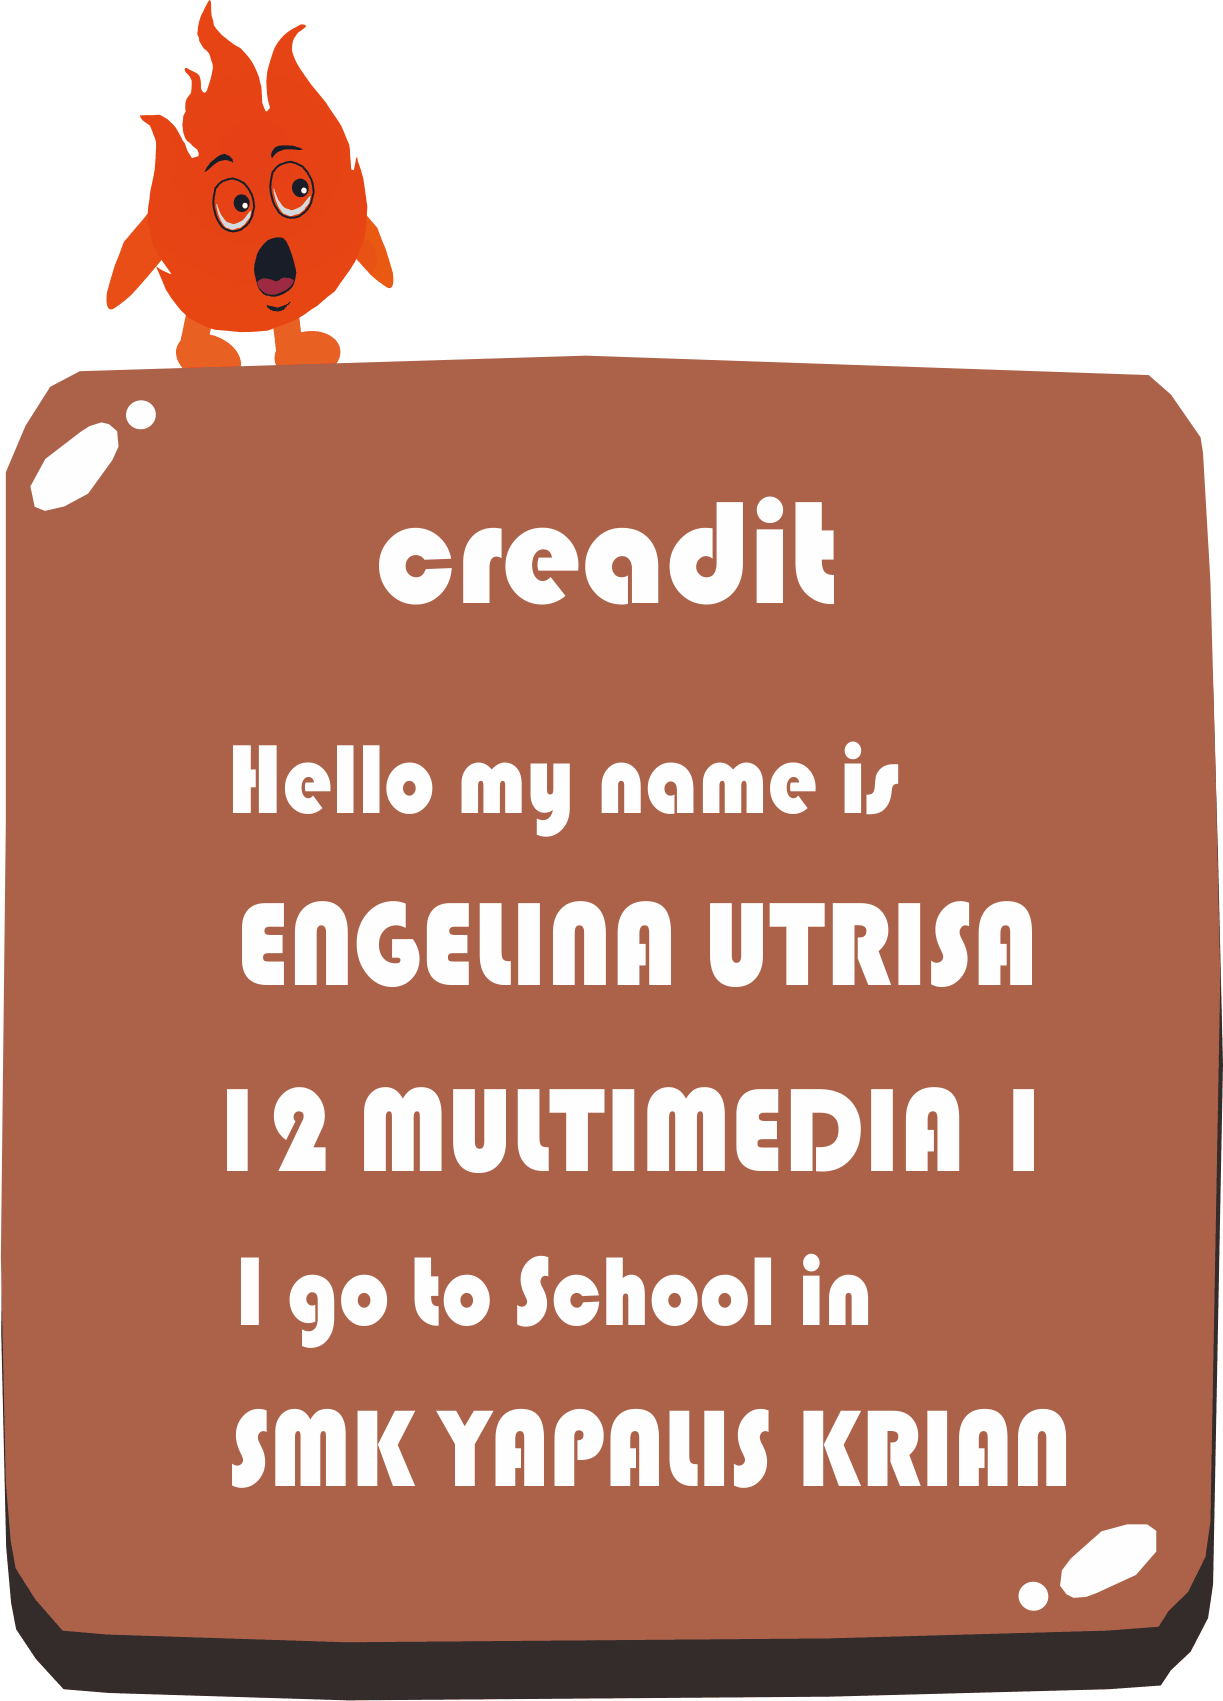 creadit
Hello my name is
ENGELINA UTRISA
12 MULTIMEDIA 1
I go to School in
SMK YAPALIS KRIAN